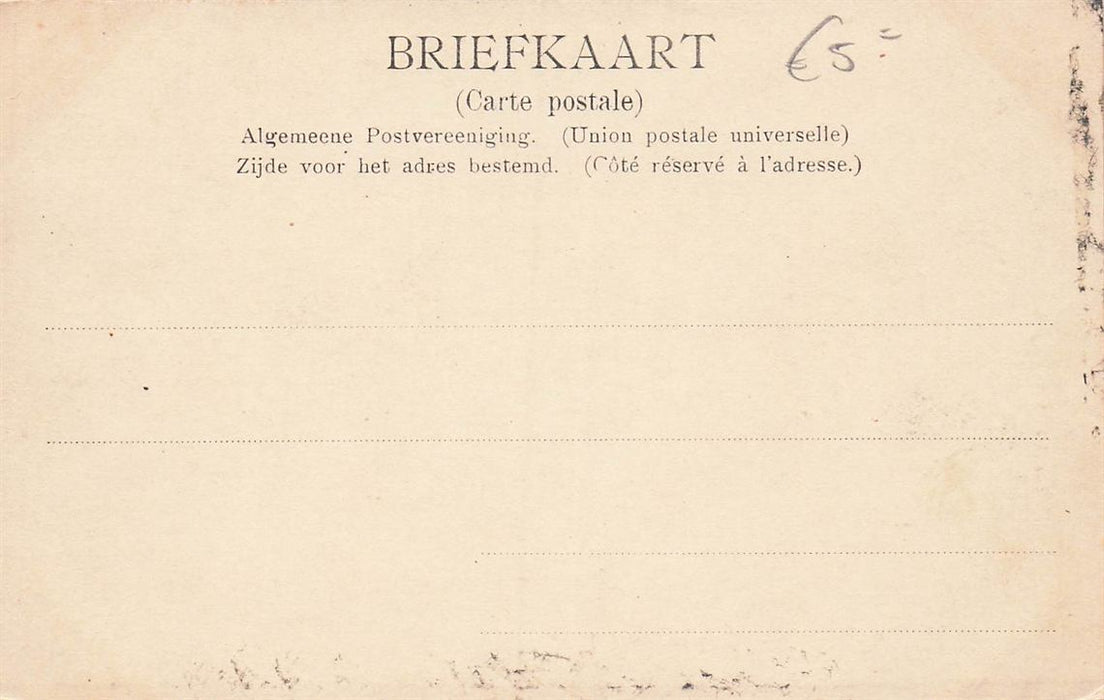 BRIEFKAART €5=
(Carte postale)
Algemeene Postvereeniging. (Union postale universelle)
Zijde voor het adres bestemd. (Côté réservé à l'adresse.)